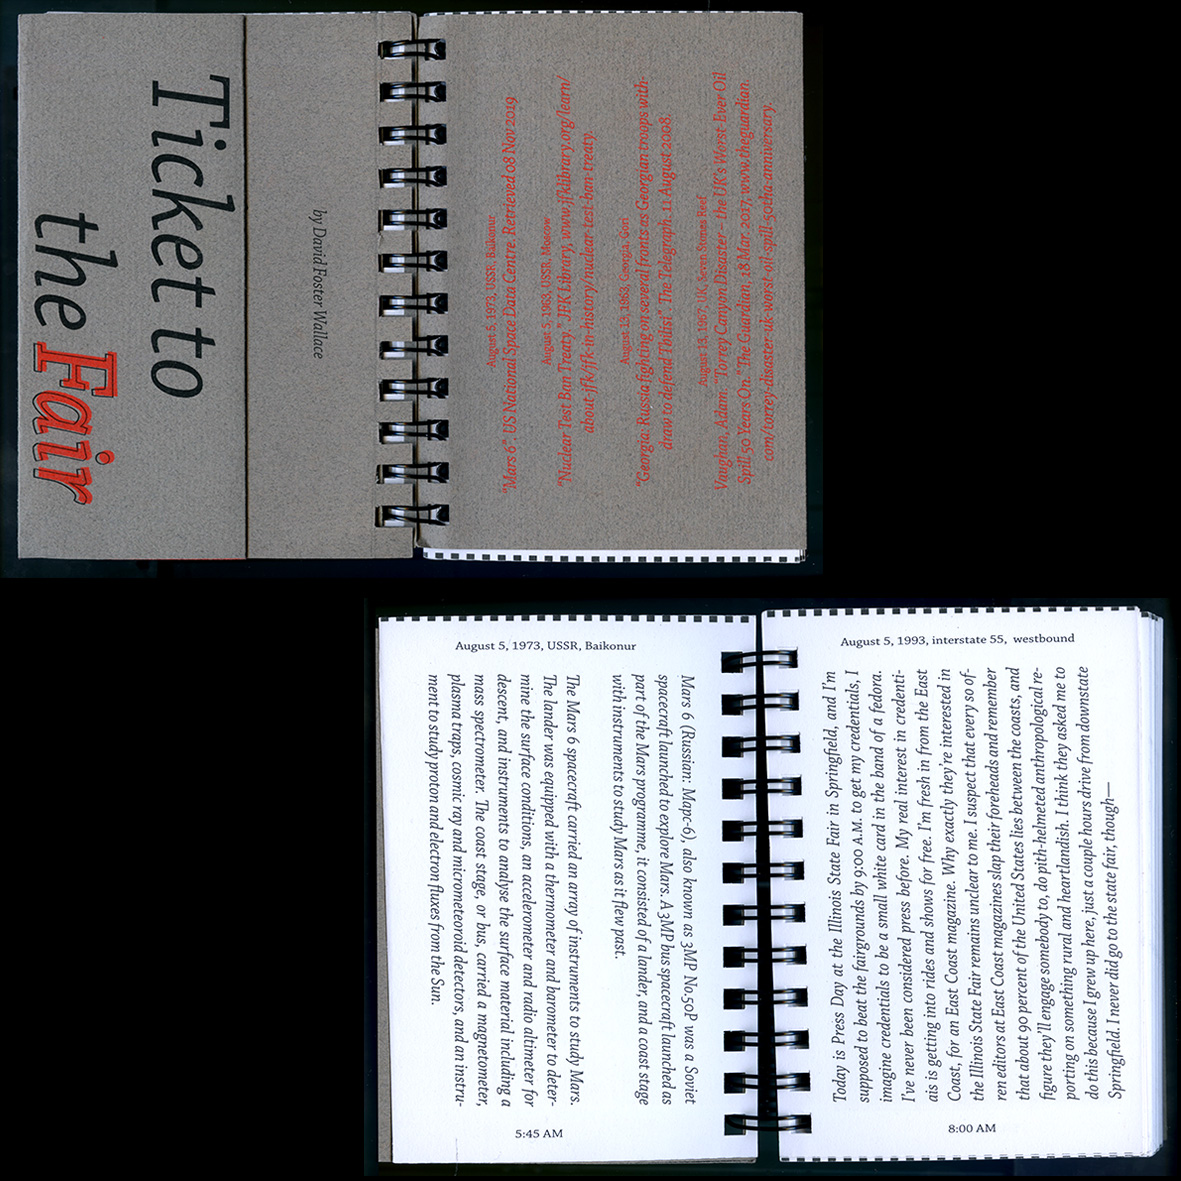 Ticket to
the Fair
by David Foster Wallace
August 5, 1973, USSR, Baikonur
"Mars 6". US National Space Data Centre. Retrieved 08 Nov 2019
August 5, 1963, USSR, Moscow
"Nuclear Test Ban Treaty." JFK Library, www.jfklibrary.org/learn/
about-jfk/jfk-in-history/nuclear-test-ban-treaty.
August 13, 1863, Georgia, Gori
"Georgia: Russia fighting on several fronts as Georgian troops with-
draw to defend Tbilisi". The Telegraph. 11 August 2008.
August 13, 1967, UK, Seven Stones Reef
Vaughan, Adam. "Torrey Canyon Disaster – the UK's Worst-Ever Oil
Spill 50 Years On." The Guardian, 18 Mar. 2017, www.theguardian.
com/torrey-disaster-uk-worst-oil-spill-50tha-anniversary.
August 5, 1973, USSR, Baikonur
Mars 6 (Russian: Марс-6), also known as 3MP No.50P was a Soviet
spacecraft launched to explore Mars. A 3MP bus spacecraft launched as
part of the Mars programme, it consisted of a lander, and a coast stage
with instruments to study Mars as it flew past.
The Mars 6 spacecraft carried an array of instruments to study Mars.
The lander was equipped with a thermometer and barometer to deter-
mine the surface conditions, an accelerometer and radio altimeter for
descent, and instruments to analyse the surface material including a
mass spectrometer. The coast stage, or bus, carried a magnetometer,
plasma traps, cosmic ray and micrometeoroid detectors, and an instru-
ment to study proton and electron fluxes from the Sun.
5:45 AM
August 5, 1993, interstate 55, westbound
Today is Press Day at the Illinois State Fair in Springfield, and I'm
supposed to beat the fairgrounds by 9:00 A.M. to get my credentials, I
imagine credentials to be a small white card in the band of a fedora.
I've never been considered press before. My real interest in credenti-
ais is getting into rides and shows for free. I'm fresh in from the East
Coast, for an East Coast magazine. Why exactly they're interested in
the Illinois State Fair remains unclear to me. I suspect that every so of-
ren editors at East Coast magazines slap their foreheads and remember
that about 90 percent of the United States lies between the coasts, and
figure they'll engage somebody to, do pith-helmeted anthropological re-
porting on something rural and heartlandish. I think they asked me to
do this because I grew up here, just a couple hours drive from downstate
Springfield. I never did go to the state fair, though—
8:00 AM